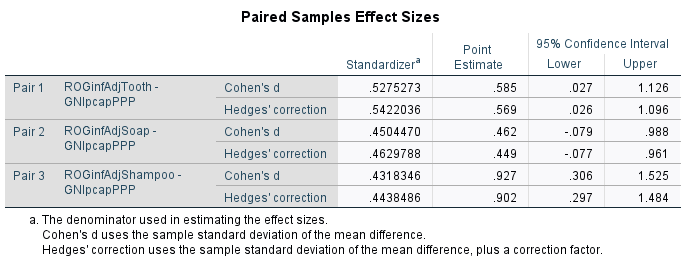 Paired Samples Effect Sizes
Standardizerᵃ Point Estimate 95% Confidence Interval
Lower Upper
Pair 1 ROGinfAdjTooth - GNIpcapPPP Cohen's d .5275273 .585 .027 1.126
Hedges' correction .5422036 .569 .026 1.096
Pair 2 ROGinfAdjSoap - GNIpcapPPP Cohen's d .4504470 .462 -.079 .988
Hedges' correction .4629788 .449 -.077 .961
Pair 3 ROGinfAdjShampoo - GNIpcapPPP Cohen's d .4318346 .927 .306 1.525
Hedges' correction .4438486 .902 .297 1.484
a. The denominator used in estimating the effect sizes.
Cohen's d uses the sample standard deviation of the mean difference.
Hedges' correction uses the sample standard deviation of the mean difference, plus a correction factor.